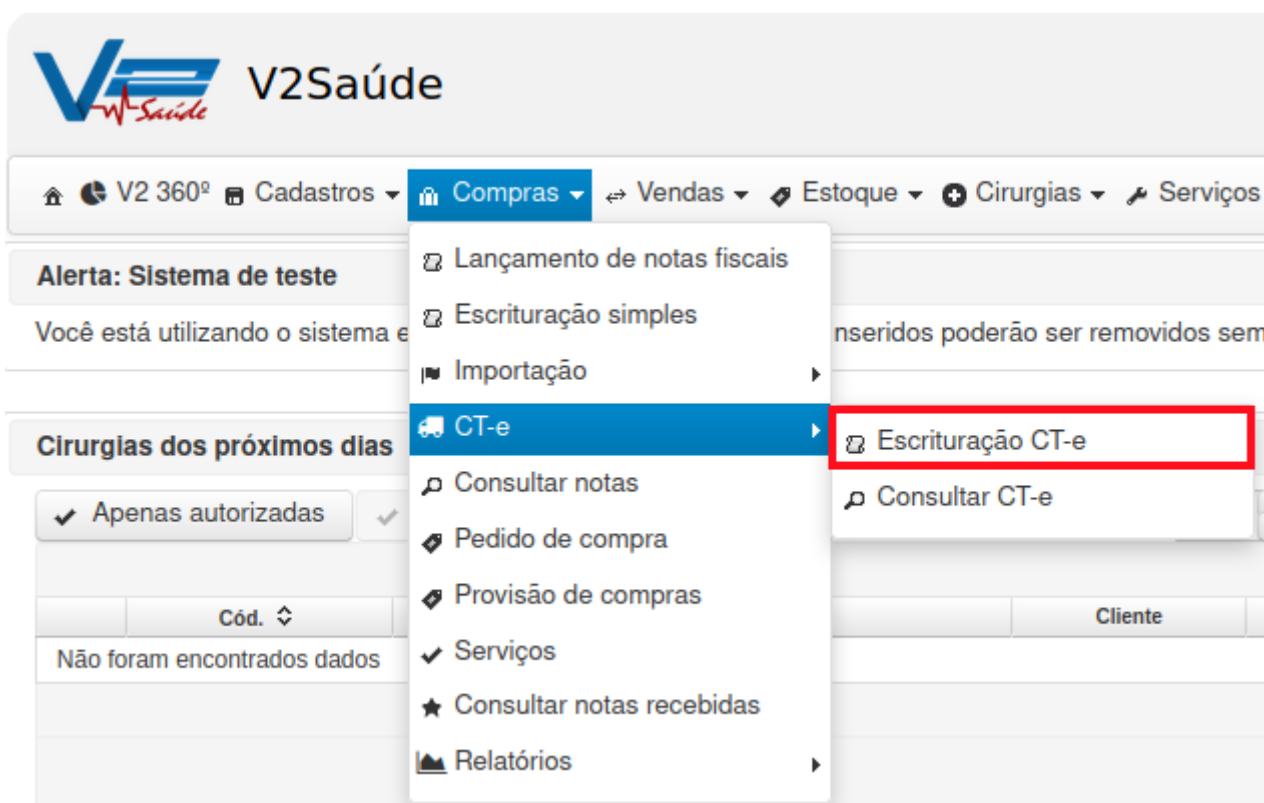 V2 Saúde V2Saúde
V2 360º Cadastros Compras Vendas Estoque Cirurgias Serviços
Lançamento de notas fiscais
Alerta: Sistema de teste
Escrituração simples
Você está utilizando o sistema e nseridos poderão ser removidos sem
Importação
CT-e
Escrituração CT-e
Cirurgias dos próximos dias
Consultar notas
Consultar CT-e
Apenas autorizadas
Pedido de compra
Provisão de compras
Cód. Cliente
Serviços
Não foram encontrados dados
Consultar notas recebidas
Relatórios